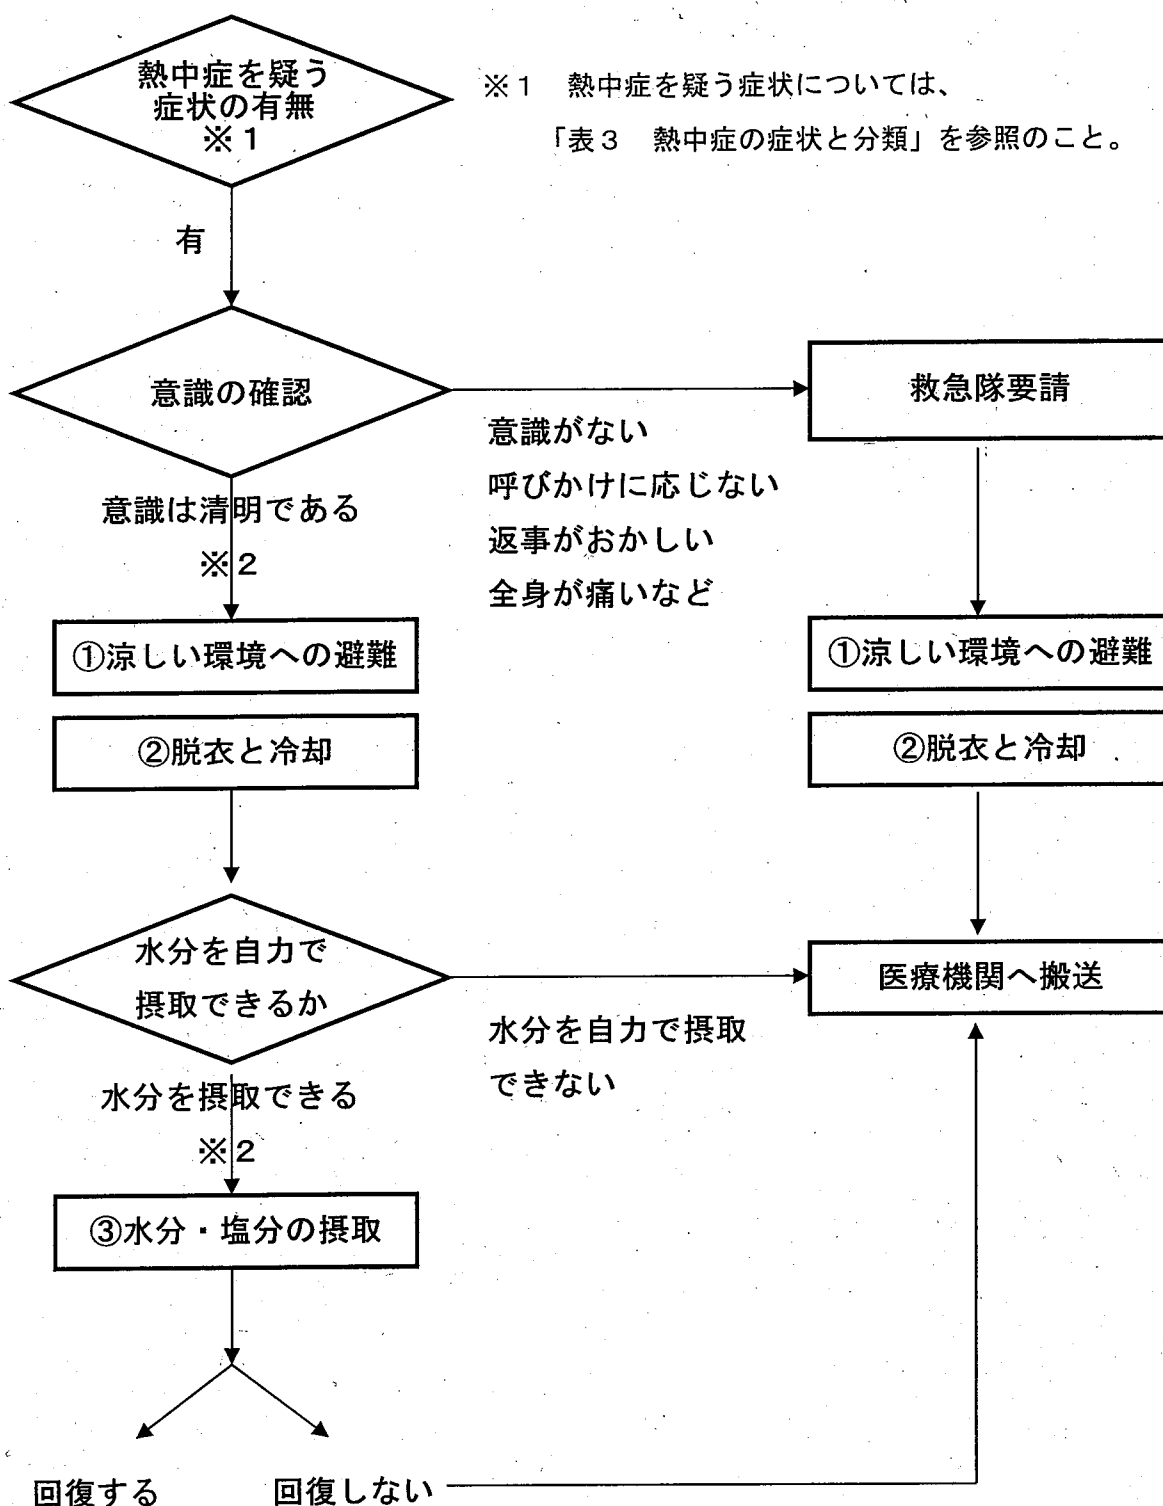 熱中症を疑う
症状の有無
※1
※1　熱中症を疑う症状については、
「表3　熱中症の症状と分類」を参照のこと。
有
意識の確認
意識がない
呼びかけに応じない
返事がおかしい
全身が痛いなど
救急隊要請
意識は清明である
※2
①涼しい環境への避難
②脱衣と冷却
①涼しい環境への避難
②脱衣と冷却
水分を自力で
摂取できるか
水分を自力で摂取
できない
医療機関へ搬送
水分を摂取できる
※2
③水分・塩分の摂取
回復する
回復しない